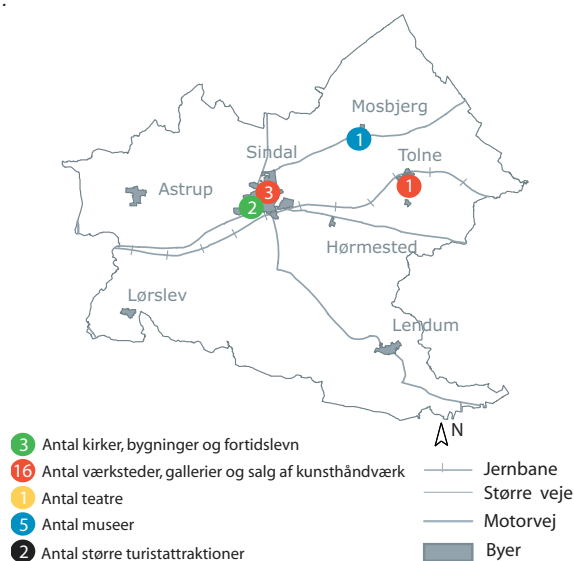 Mosbjerg
1
Sindal
Tolne
1
Astrup
3
2
Hørmested
Lørslev
Lendum
N
3 Antal kirker, bygninger og fortidslevn
16 Antal værksteder, gallerier og salg af kunsthåndværk
1 Antal teatre
5 Antal museer
2 Antal større turistattraktioner
Jernbane
Større veje
Motorvej
Byer